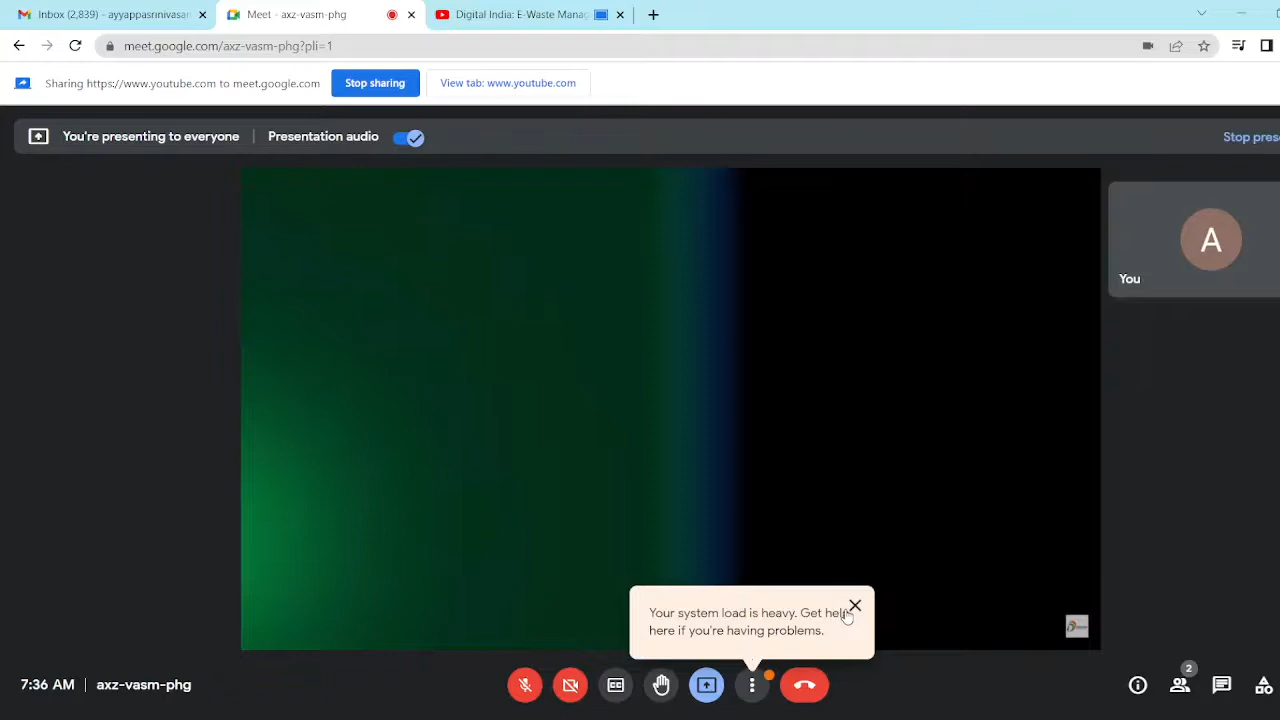 Inbox (2,839) - ayyappasrinivasar
Meet - axz-vasm-phg
Digital India: E-Waste Manag
meet.google.com/axz-vasm-phg?pli=1
Sharing https://www.youtube.com to meet.google.com
Stop sharing
View tab: www.youtube.com
You're presenting to everyone
Presentation audio
Stop pres
A
You
Your system load is heavy. Get help
here if you're having problems.
7:36 AM
axz-vasm-phg
CC
2